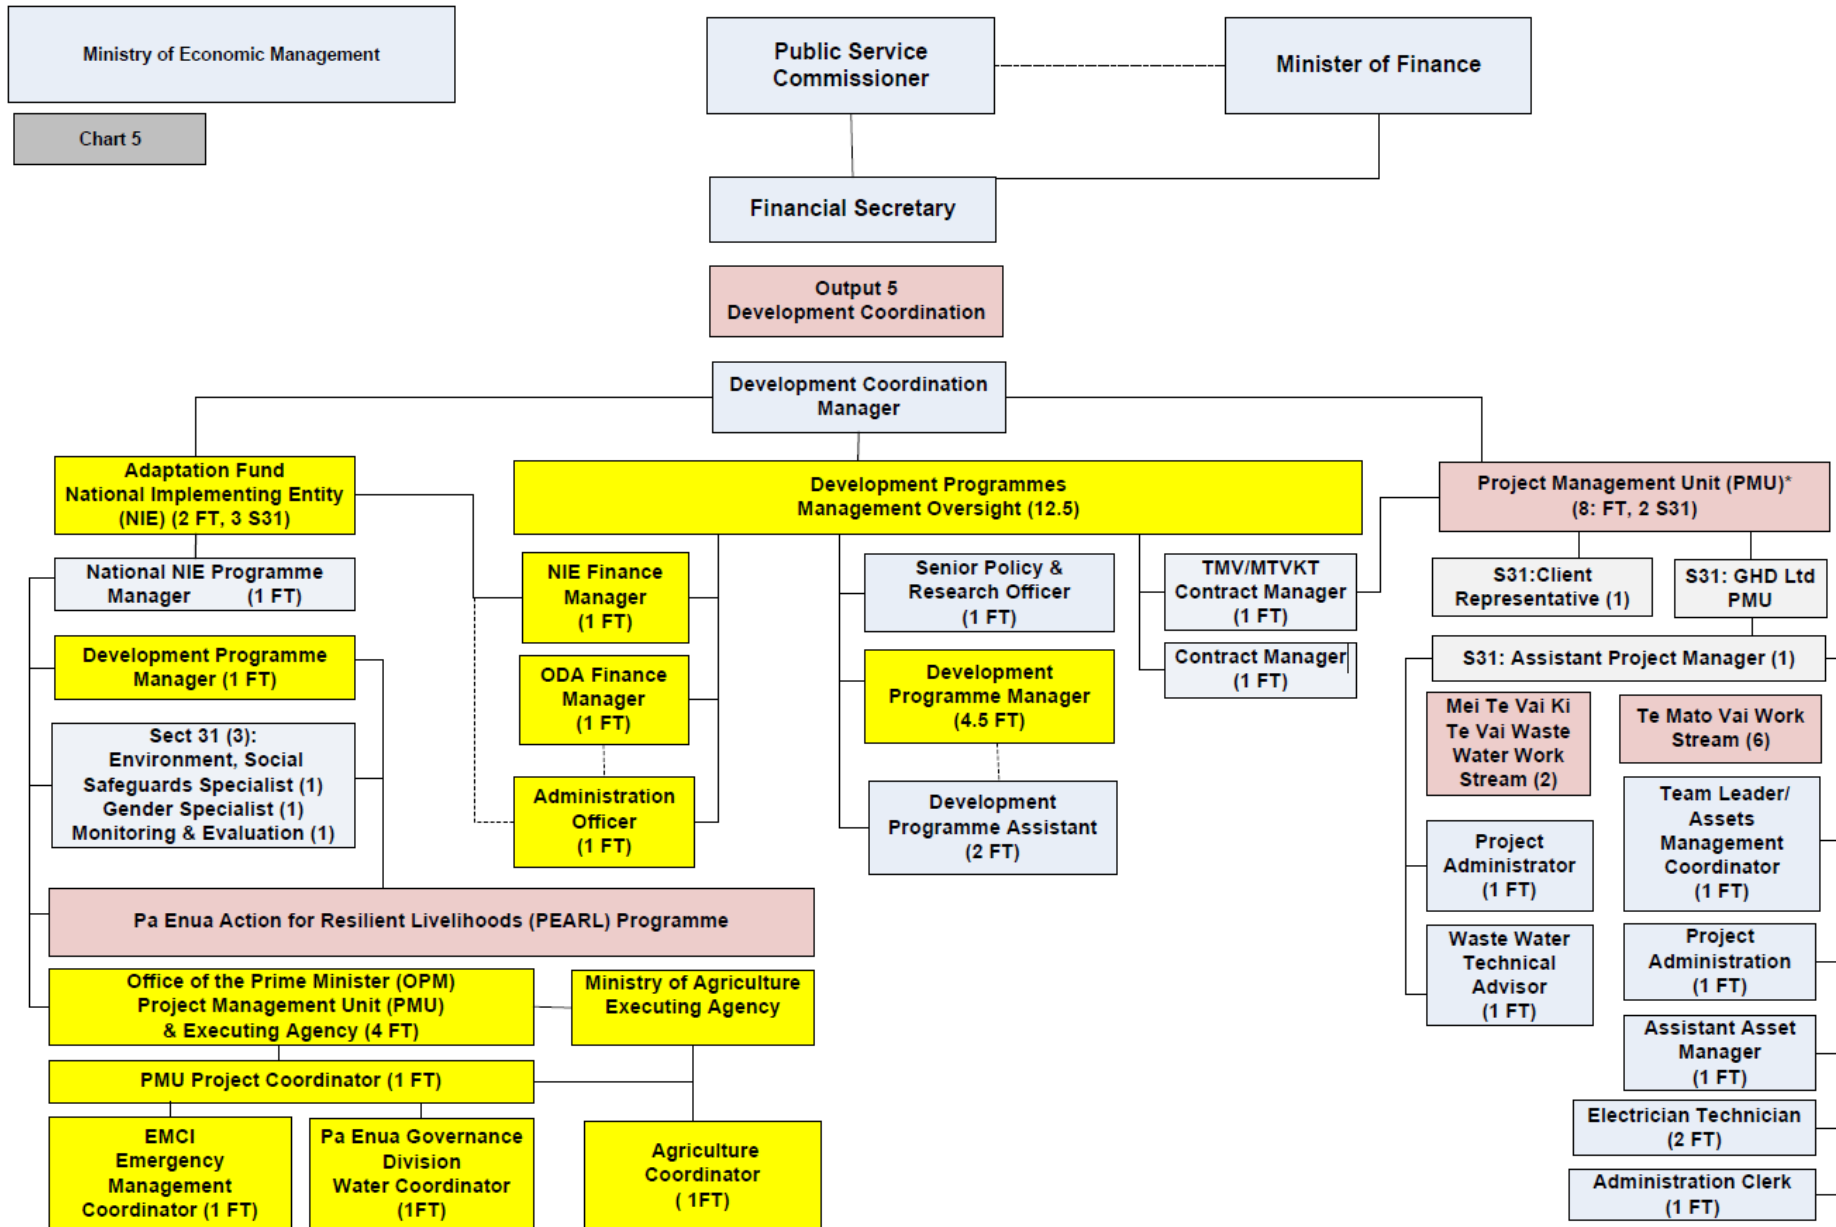 Ministry of Economic Management
Chart 5
Public Service
Commissioner
Minister of Finance
Financial Secretary
Output 5
Development Coordination
Development Coordination
Manager
Adaptation Fund
National Implementing Entity
(NIE) (2 FT, 3 S31)
Development Programmes
Management Oversight (12.5)
Project Management Unit (PMU)*
(8: FT, 2 S31)
National NIE Programme
Manager (1 FT)
Development Programme
Manager (1 FT)
Sect 31 (3):
Environment, Social
Safeguards Specialist (1)
Gender Specialist (1)
Monitoring & Evaluation (1)
NIE Finance
Manager
(1 FT)
ODA Finance
Manager
(1 FT)
Administration
Officer
(1 FT)
Senior Policy &
Research Officer
(1 FT)
Development
Programme Manager
(4.5 FT)
Development
Programme Assistant
(2 FT)
TMV/MTVKT
Contract Manager
(1 FT)
Contract Manager
(1 FT)
S31:Client
Representative (1)
S31: GHD Ltd
PMU
S31: Assistant Project Manager (1)
Mei Te Vai Ki
Te Vai Waste
Water Work
Stream (2)
Te Mato Vai Work
Stream (6)
Project
Administrator
(1 FT)
Waste Water
Technical
Advisor
(1 FT)
Team Leader/
Assets
Management
Coordinator
(1 FT)
Project
Administration
(1 FT)
Assistant Asset
Manager
(1 FT)
Electrician Technician
(2 FT)
Administration Clerk
(1 FT)
Pa Enua Action for Resilient Livelihoods (PEARL) Programme
Office of the Prime Minister (OPM)
Project Management Unit (PMU)
& Executing Agency (4 FT)
Ministry of Agriculture
Executing Agency
PMU Project Coordinator (1 FT)
EMCI
Emergency
Management
Coordinator (1 FT)
Pa Enua Governance
Division
Water Coordinator
(1FT)
Agriculture
Coordinator
( 1FT)